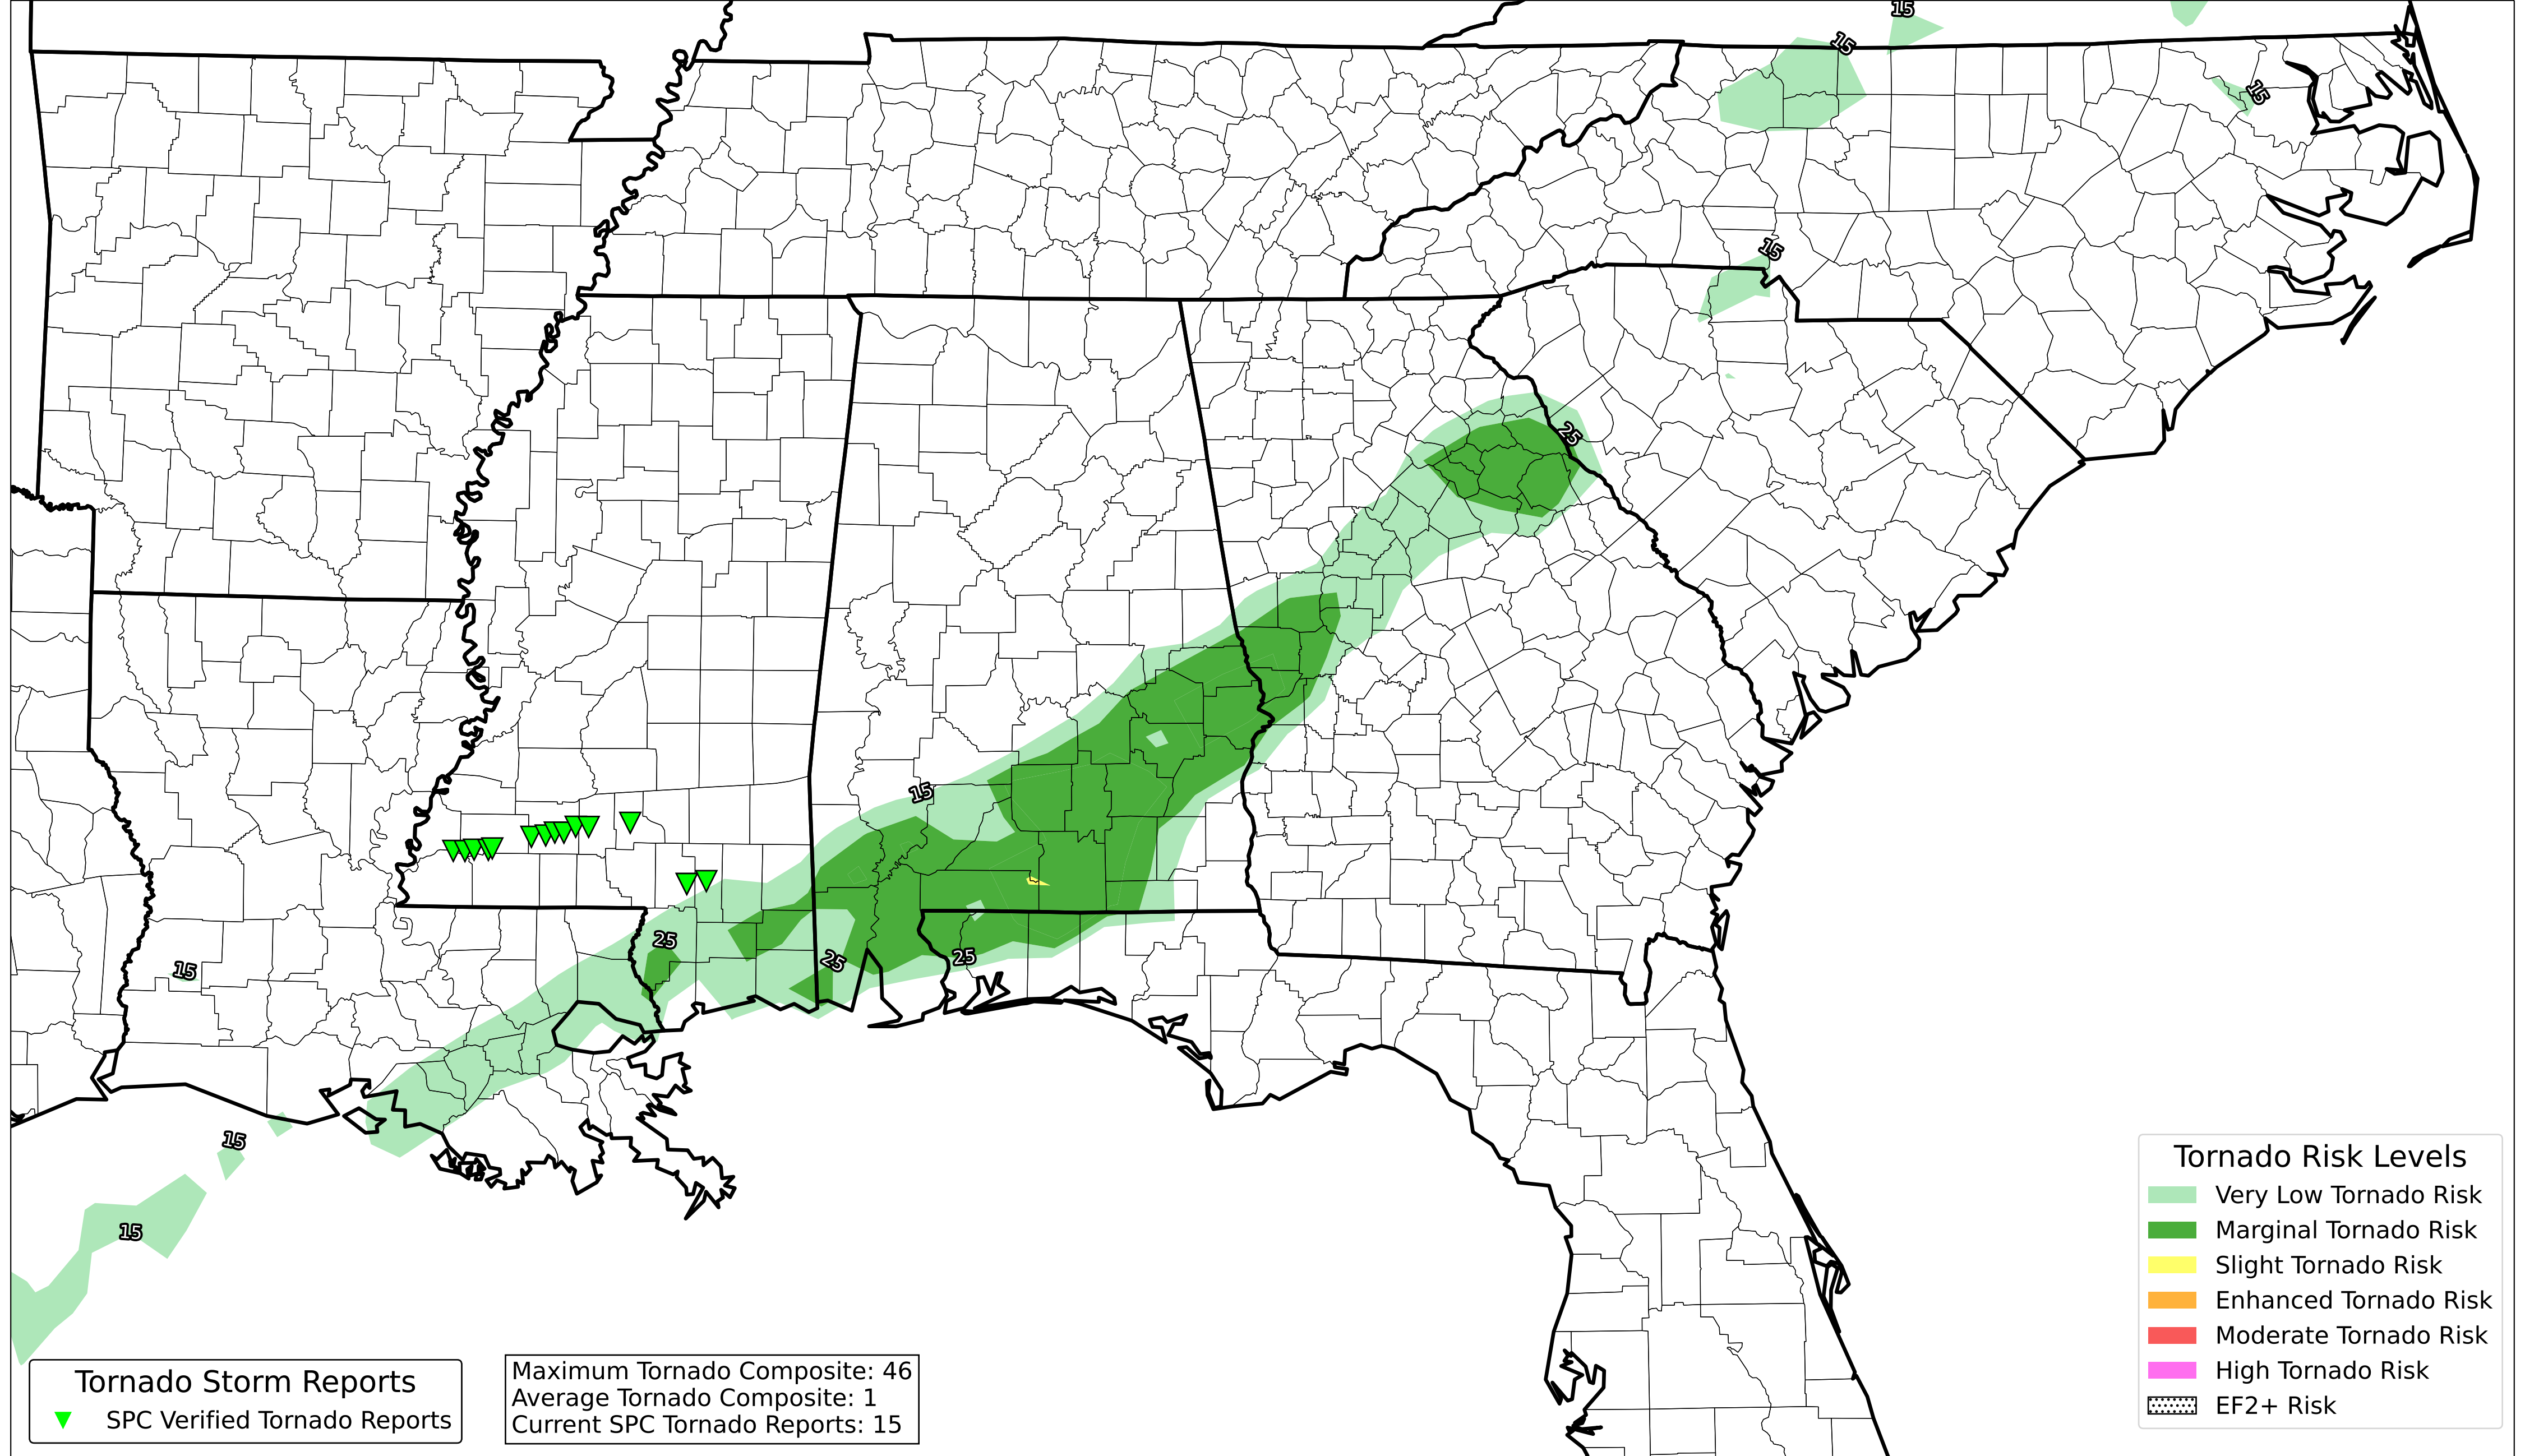 15
15
15
15
25
15
25
15
25
25
15
15
Tornado Risk Levels
Very Low Tornado Risk
Marginal Tornado Risk
Slight Tornado Risk
Enhanced Tornado Risk
Moderate Tornado Risk
High Tornado Risk
EF2+ Risk
Tornado Storm Reports
SPC Verified Tornado Reports
Maximum Tornado Composite: 46
Average Tornado Composite: 1
Current SPC Tornado Reports: 15